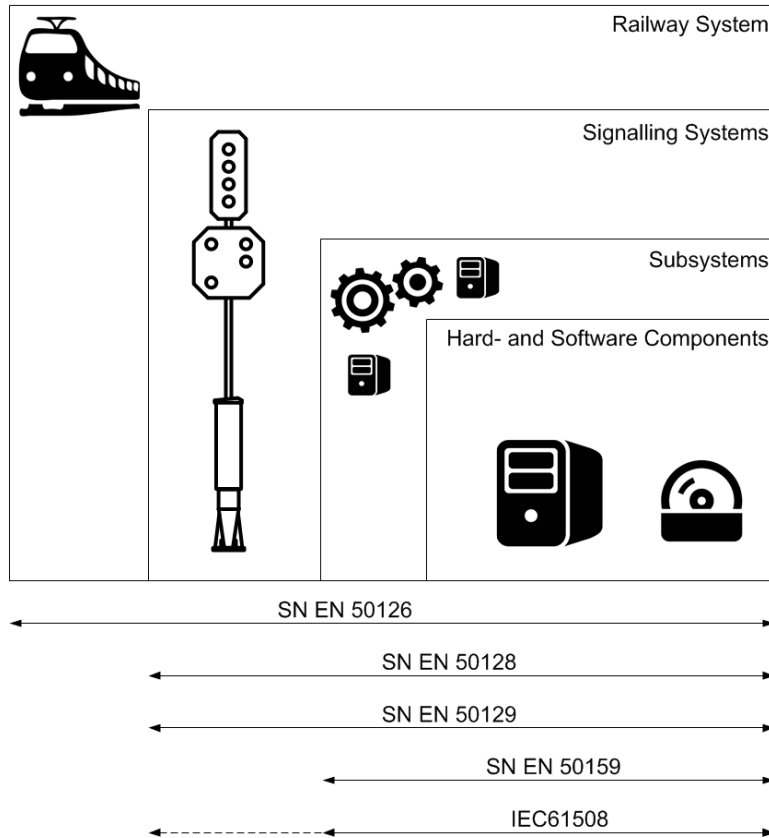 Railway System
Signalling Systems
Subsystems
Hard- and Software Components
SN EN 50126
SN EN 50128
SN EN 50129
SN EN 50159
IEC61508